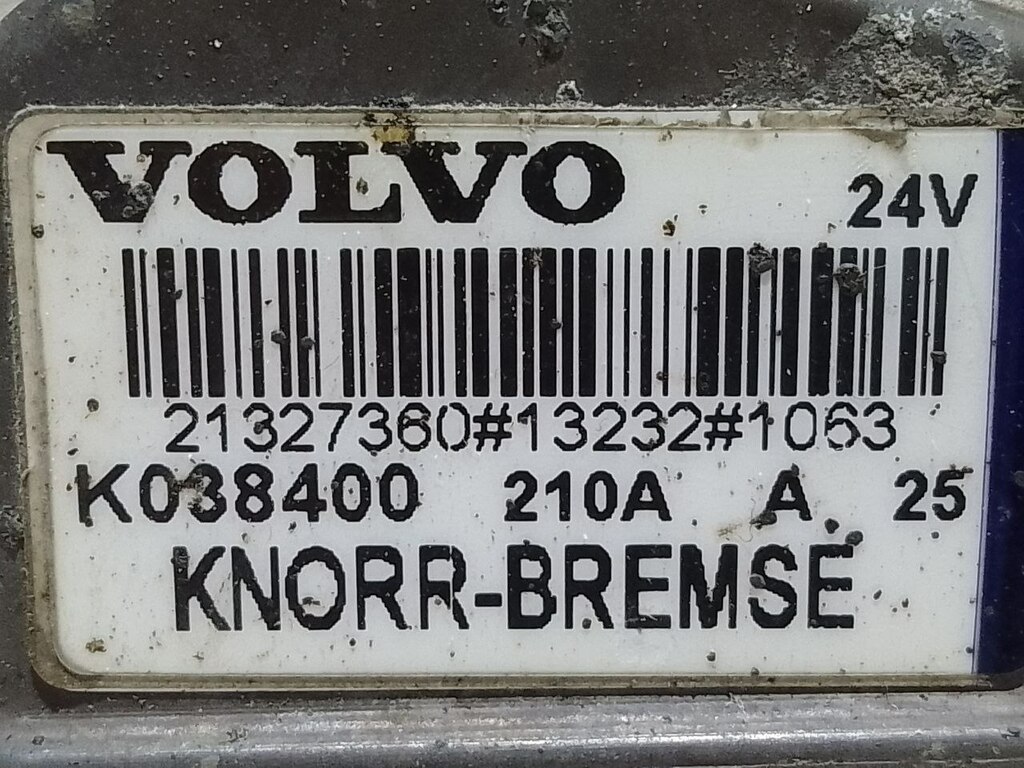 VOLVO 24V
21327360#13232#1063
K038400 210A A 25
KNORR-BREMSE